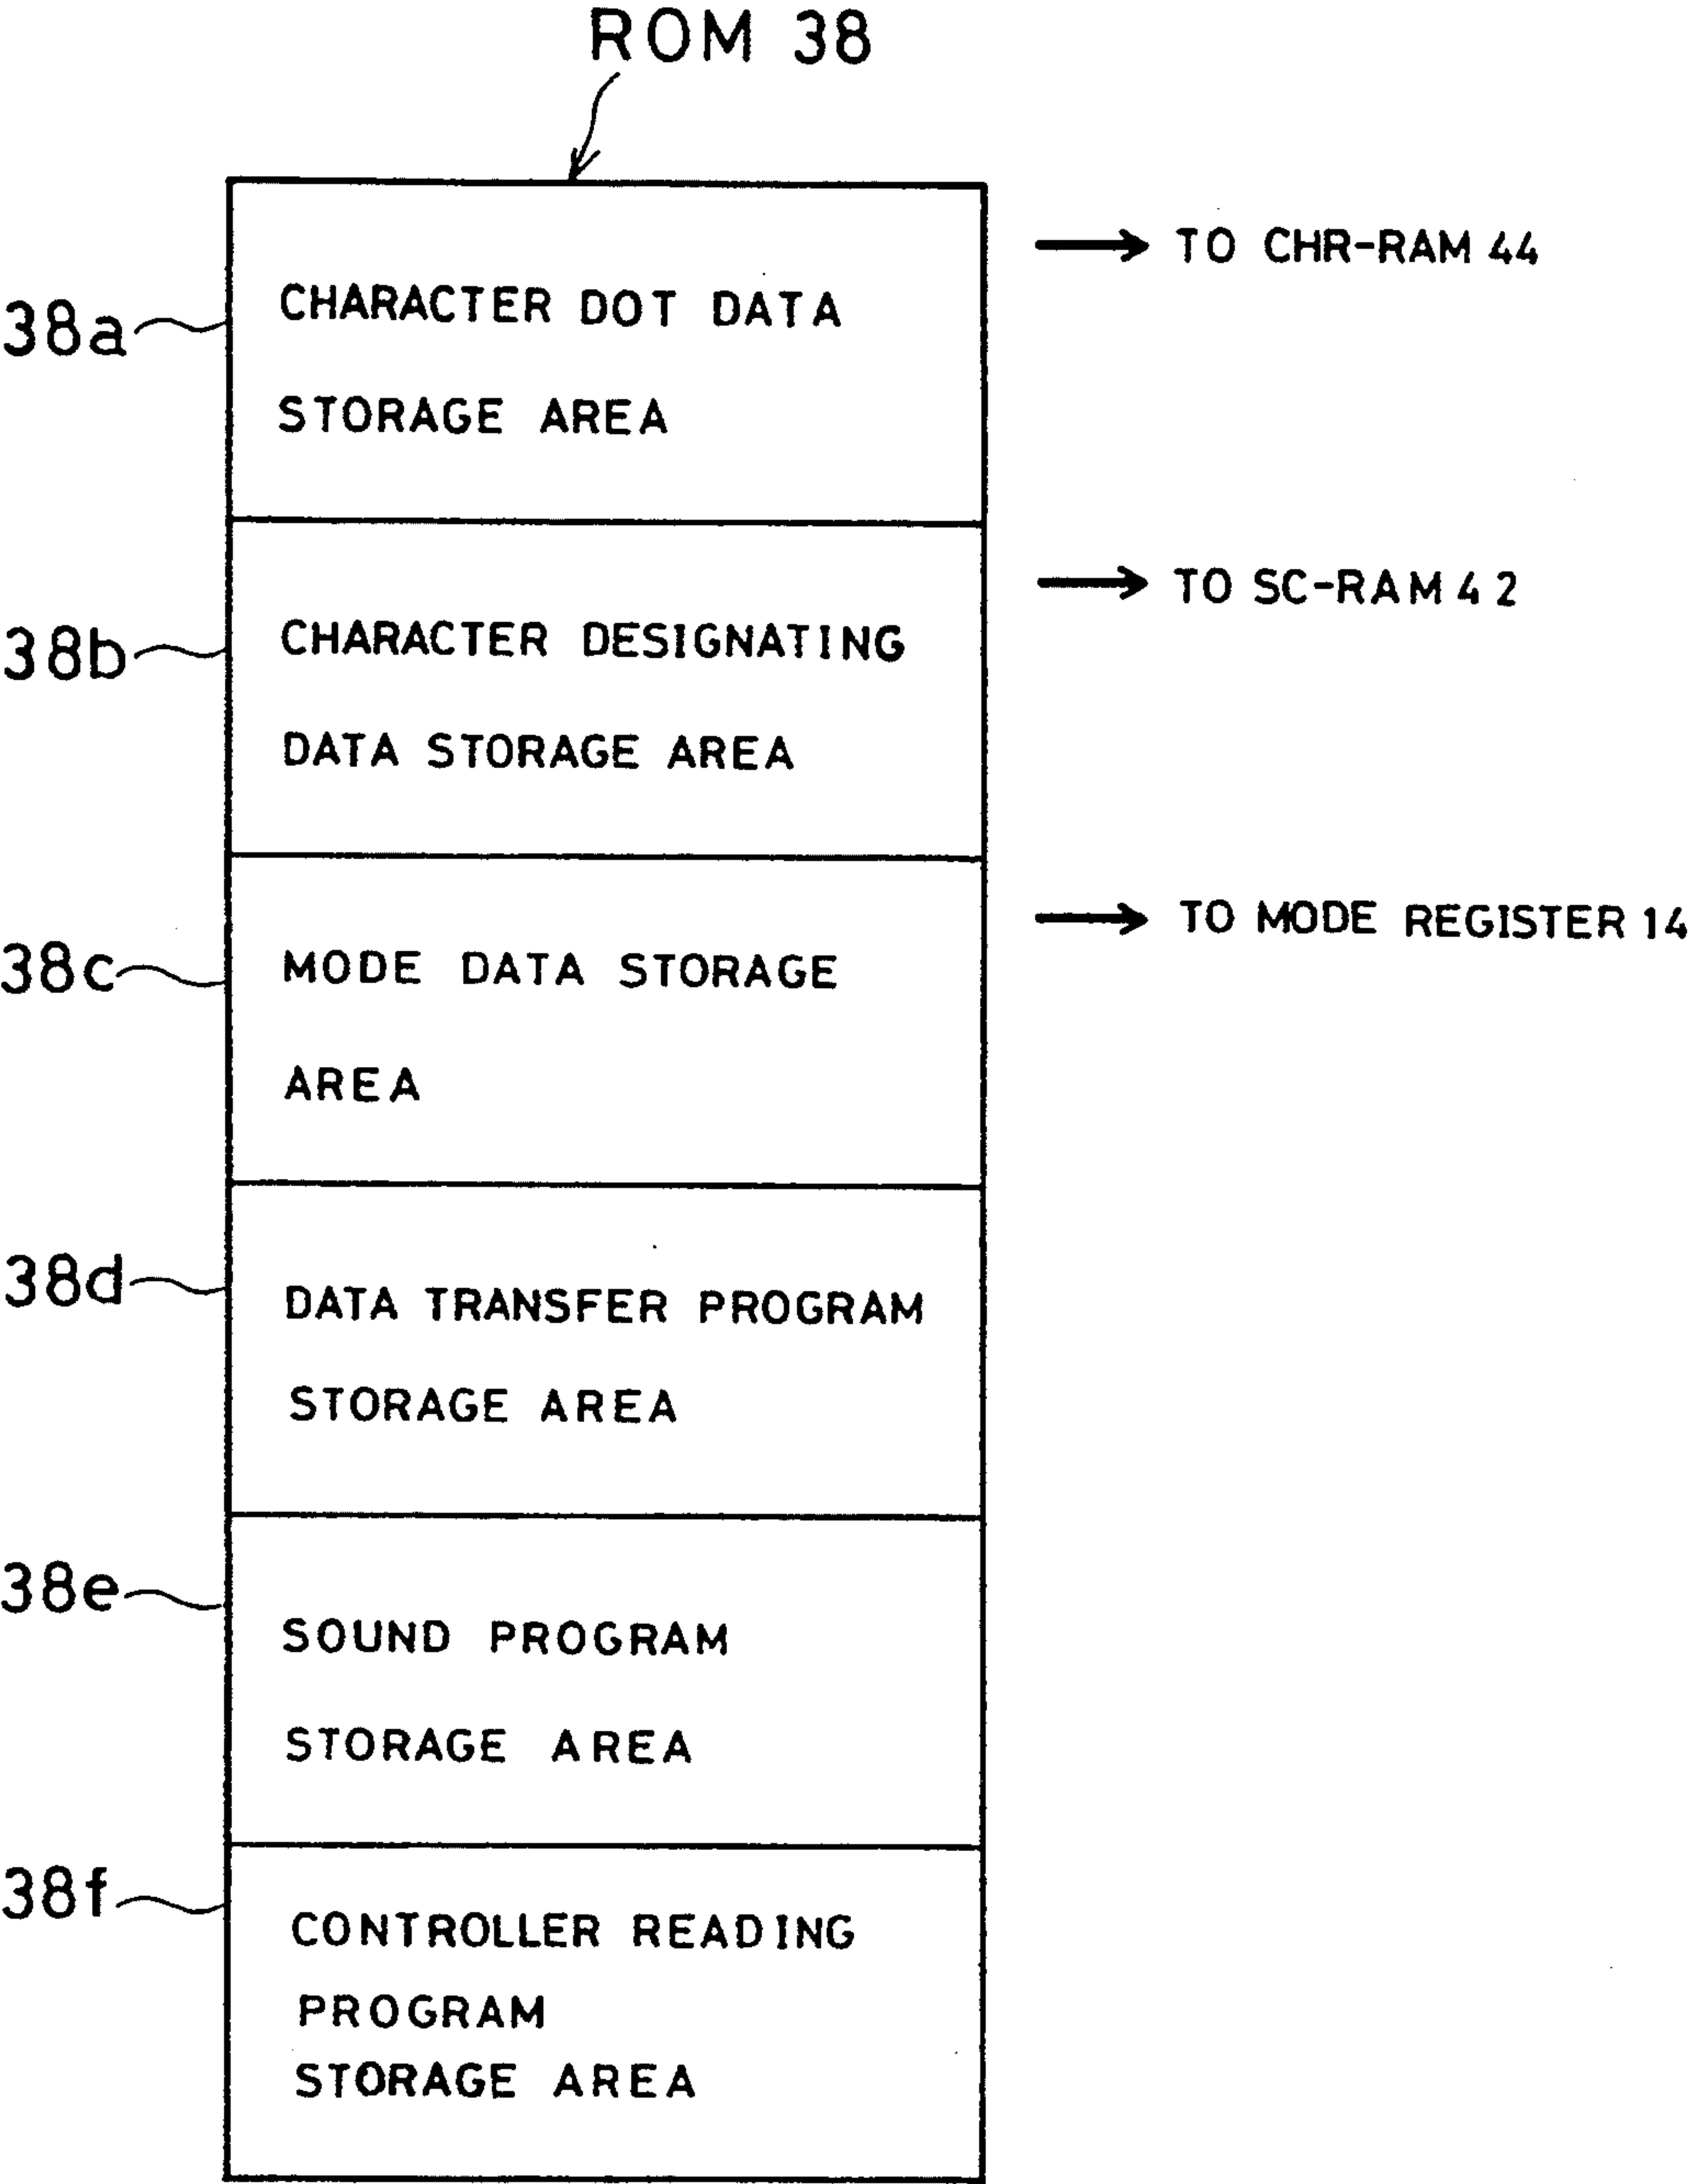 ROM 38
→ TO CHR-RAM 44
38a
CHARACTER DOT DATA
STORAGE AREA
→ TO SC-RAM 42
38b
CHARACTER DESIGNATING
DATA STORAGE AREA
→ TO MODE REGISTER 14
38c
MODE DATA STORAGE
AREA
38d
DATA TRANSFER PROGRAM
STORAGE AREA
38e
SOUND PROGRAM
STORAGE AREA
38f
CONTROLLER READING
PROGRAM
STORAGE AREA